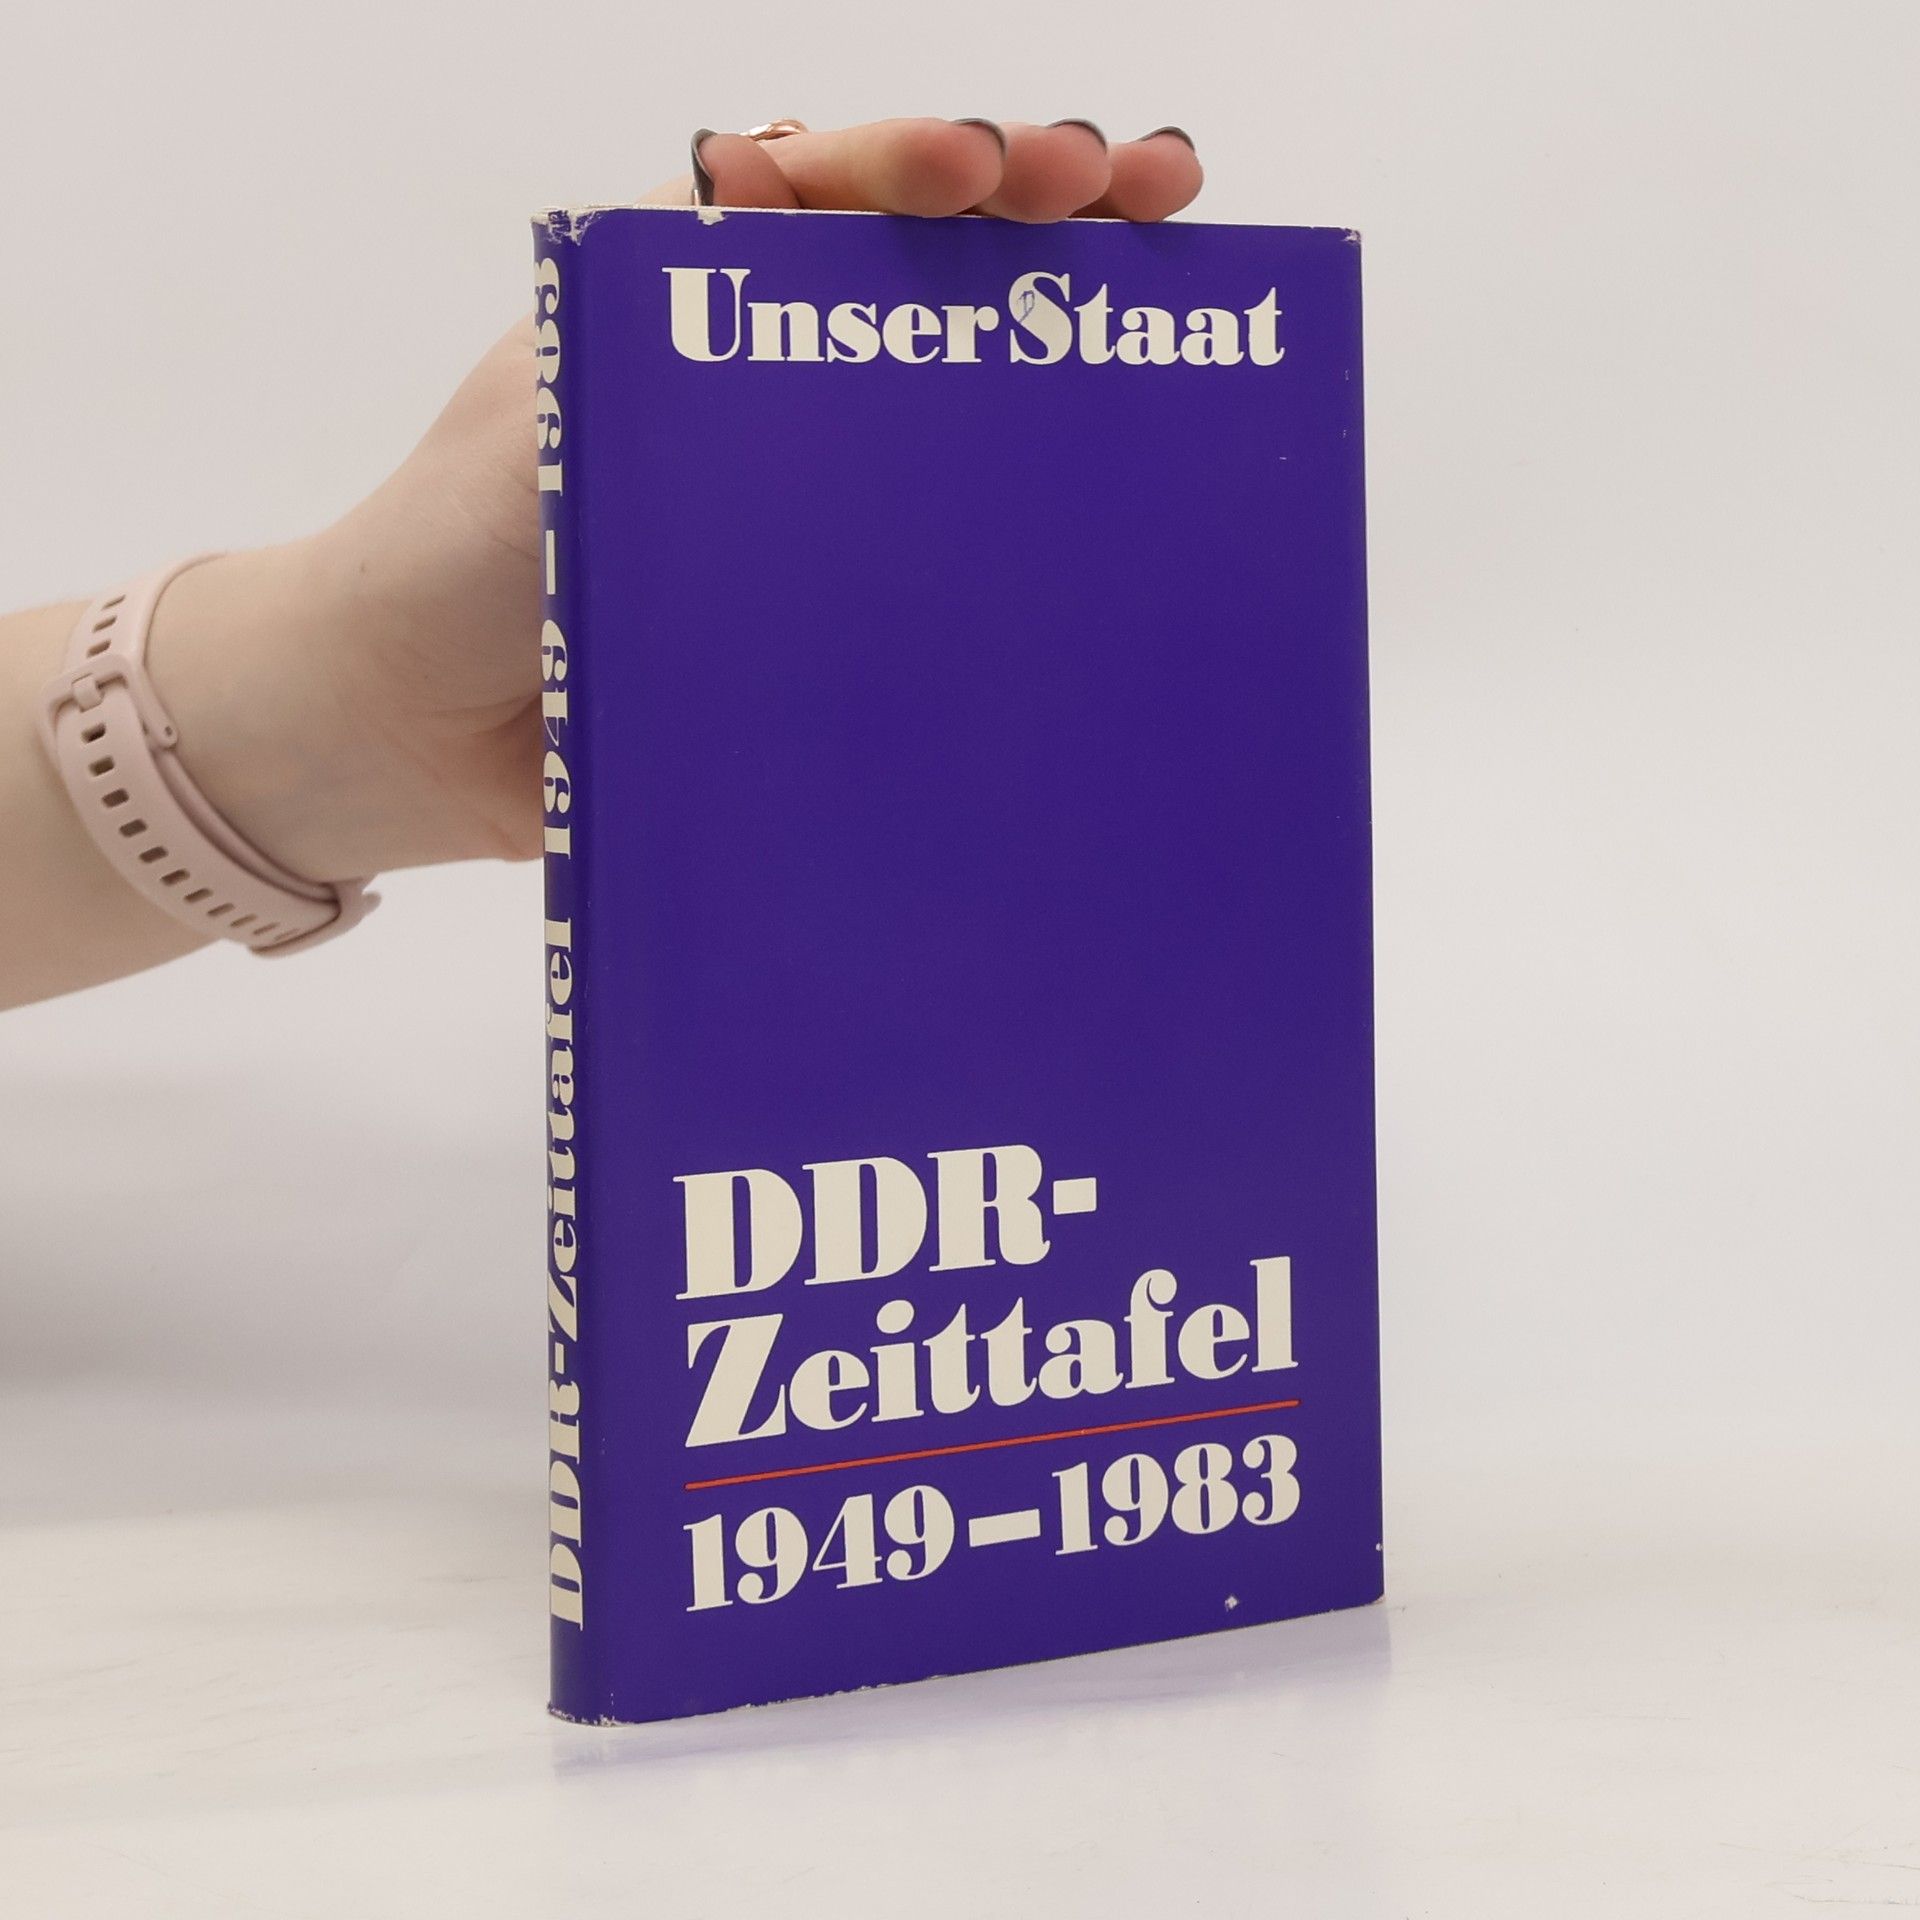 Unser Staat
DDR-
Zeittafel
1949–1983
DDR-Zeittafel 1949 – 1983